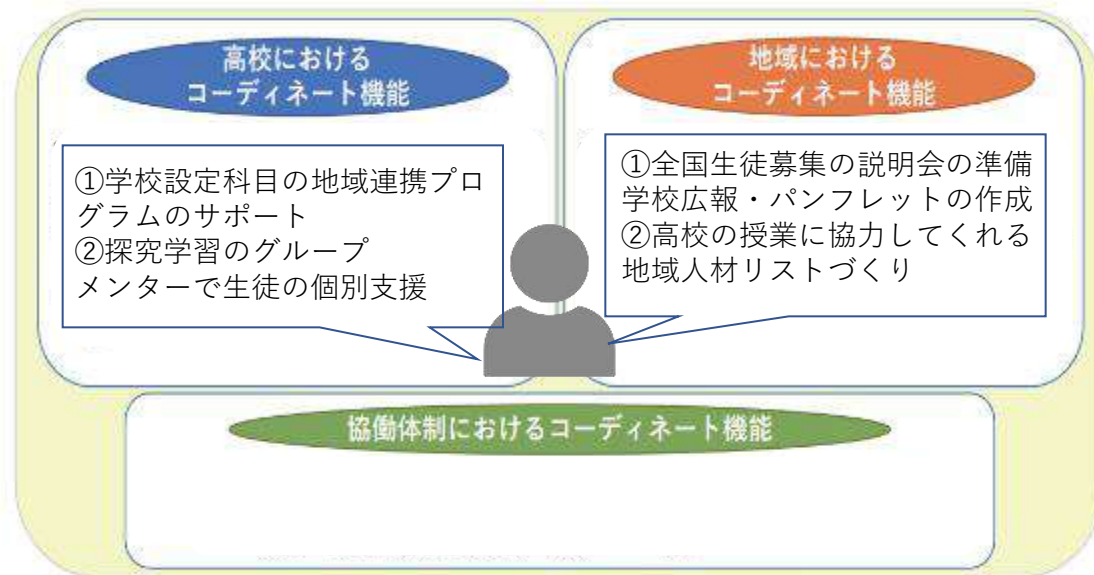 高校における
コーディネート機能
①学校設定科目の地域連携プロ
グラムのサポート
②探究学習のグループ
メンターで生徒の個別支援
地域における
コーディネート機能
①全国生徒募集の説明会の準備
学校広報・パンフレットの作成
②高校の授業に協力してくれる
地域人材リストづくり
協働体制におけるコーディネート機能